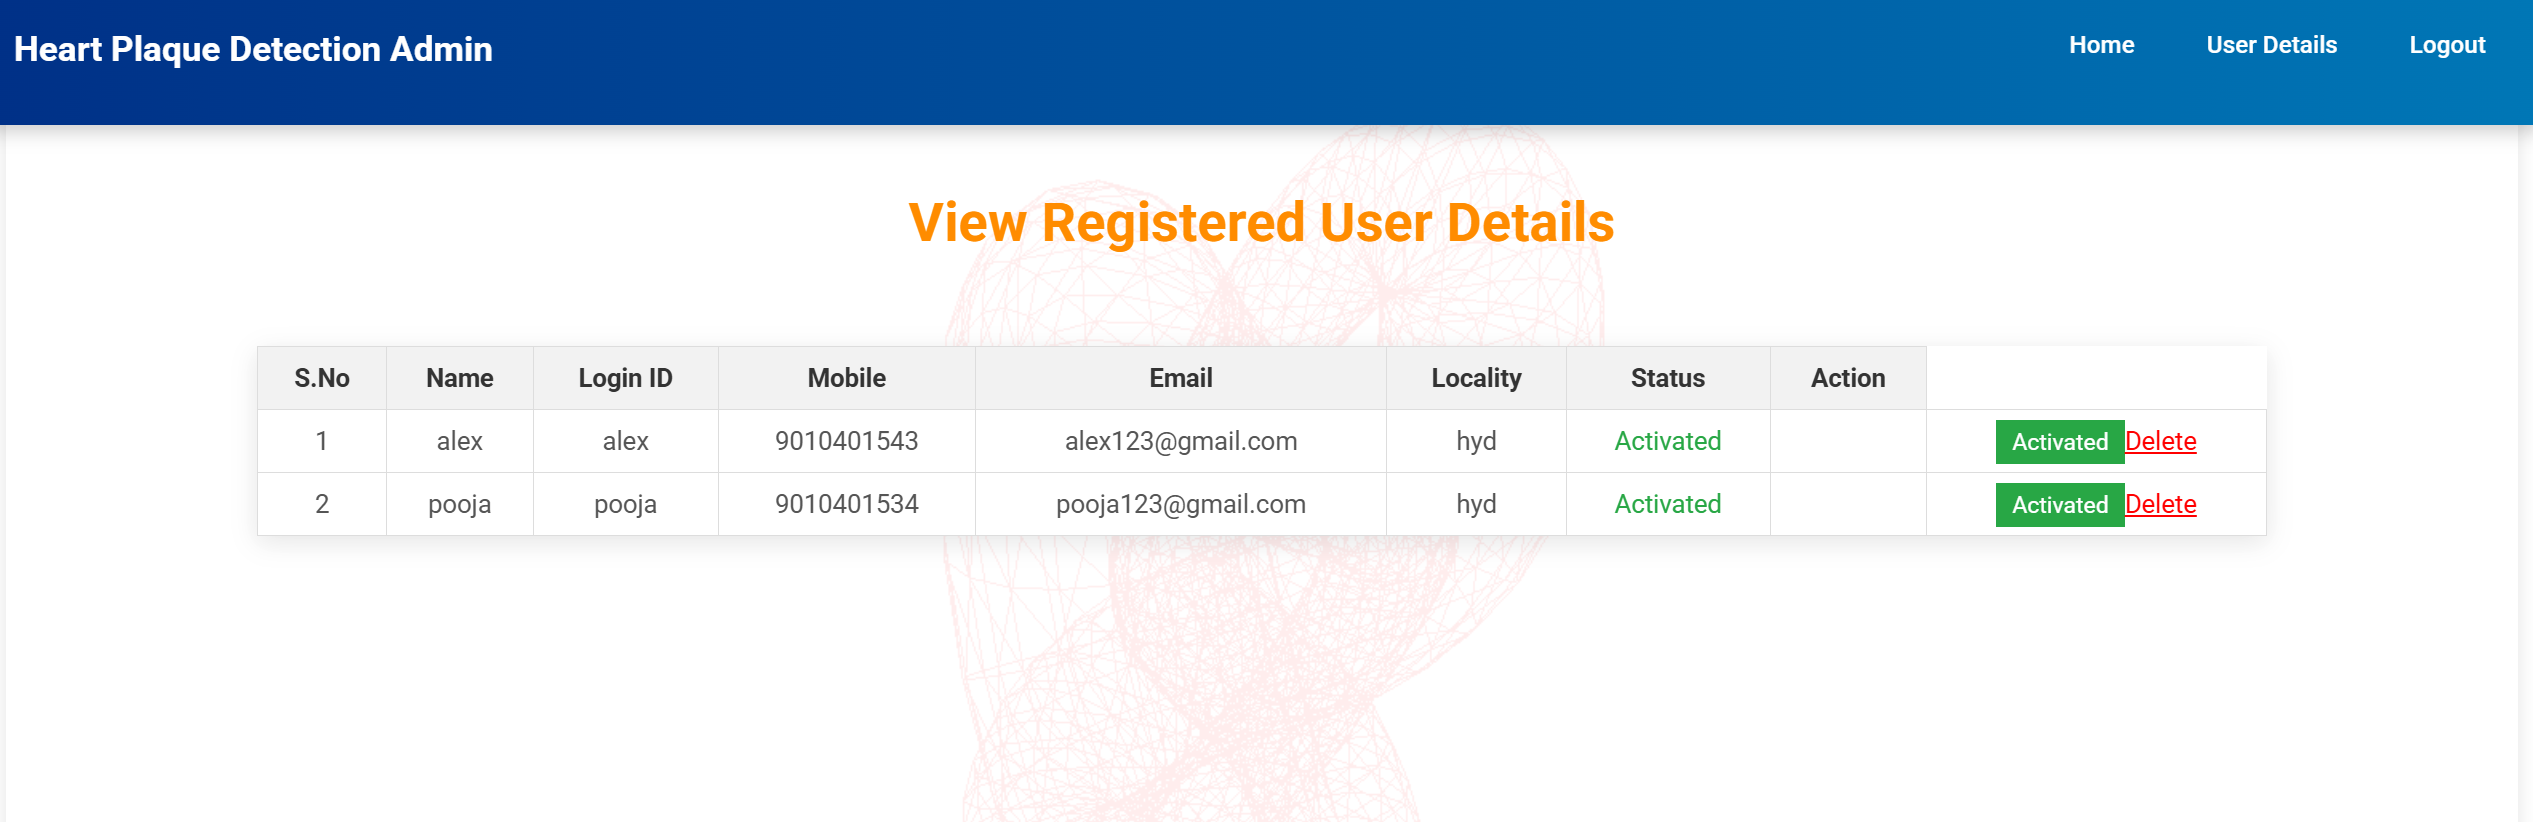 Heart Plaque Detection Admin Home User Details Logout
View Registered User Details
S.No Name Login ID Mobile Email Locality Status Action
1 alex alex 9010401543 alex123@gmail.com hyd Activated Activated Delete
2 pooja pooja 9010401534 pooja123@gmail.com hyd Activated Activated Delete